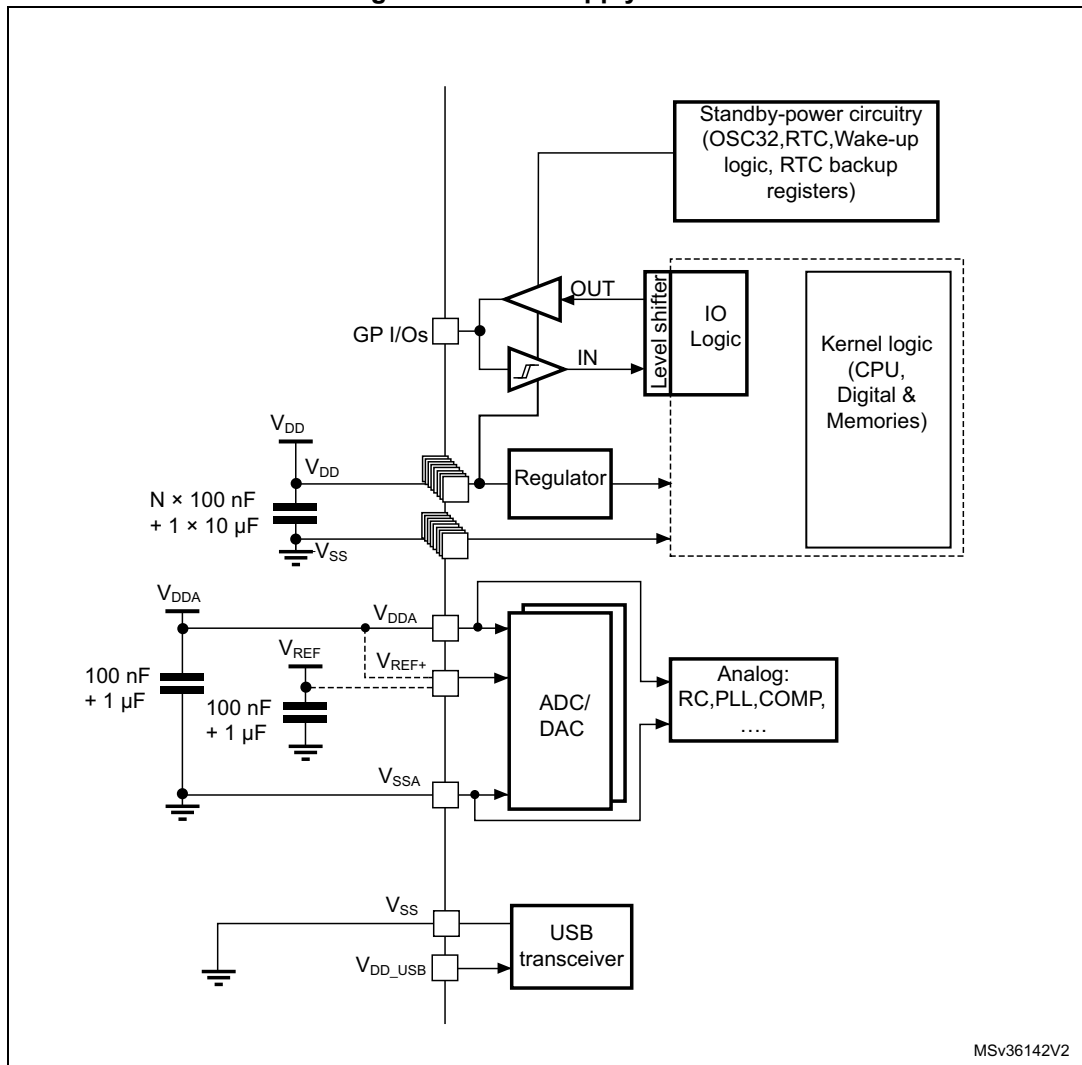 Standby-power circuitry
(OSC32,RTC,Wake-up
logic, RTC backup
registers)
OUT
GP I/Os
IN
Level shifter
IO
Logic
Kernel logic
(CPU,
Digital &
Memories)
VDD
VDD
Regulator
N × 100 nF
+ 1 × 10 µF
VSS
VDDA
VDDA
VREF
VREF+
100 nF
+ 1 µF
100 nF
+ 1 µF
ADC/
DAC
Analog:
RC,PLL,COMP,
....
VSSA
VSS
USB
transceiver
VDD_USB
MSv36142V2